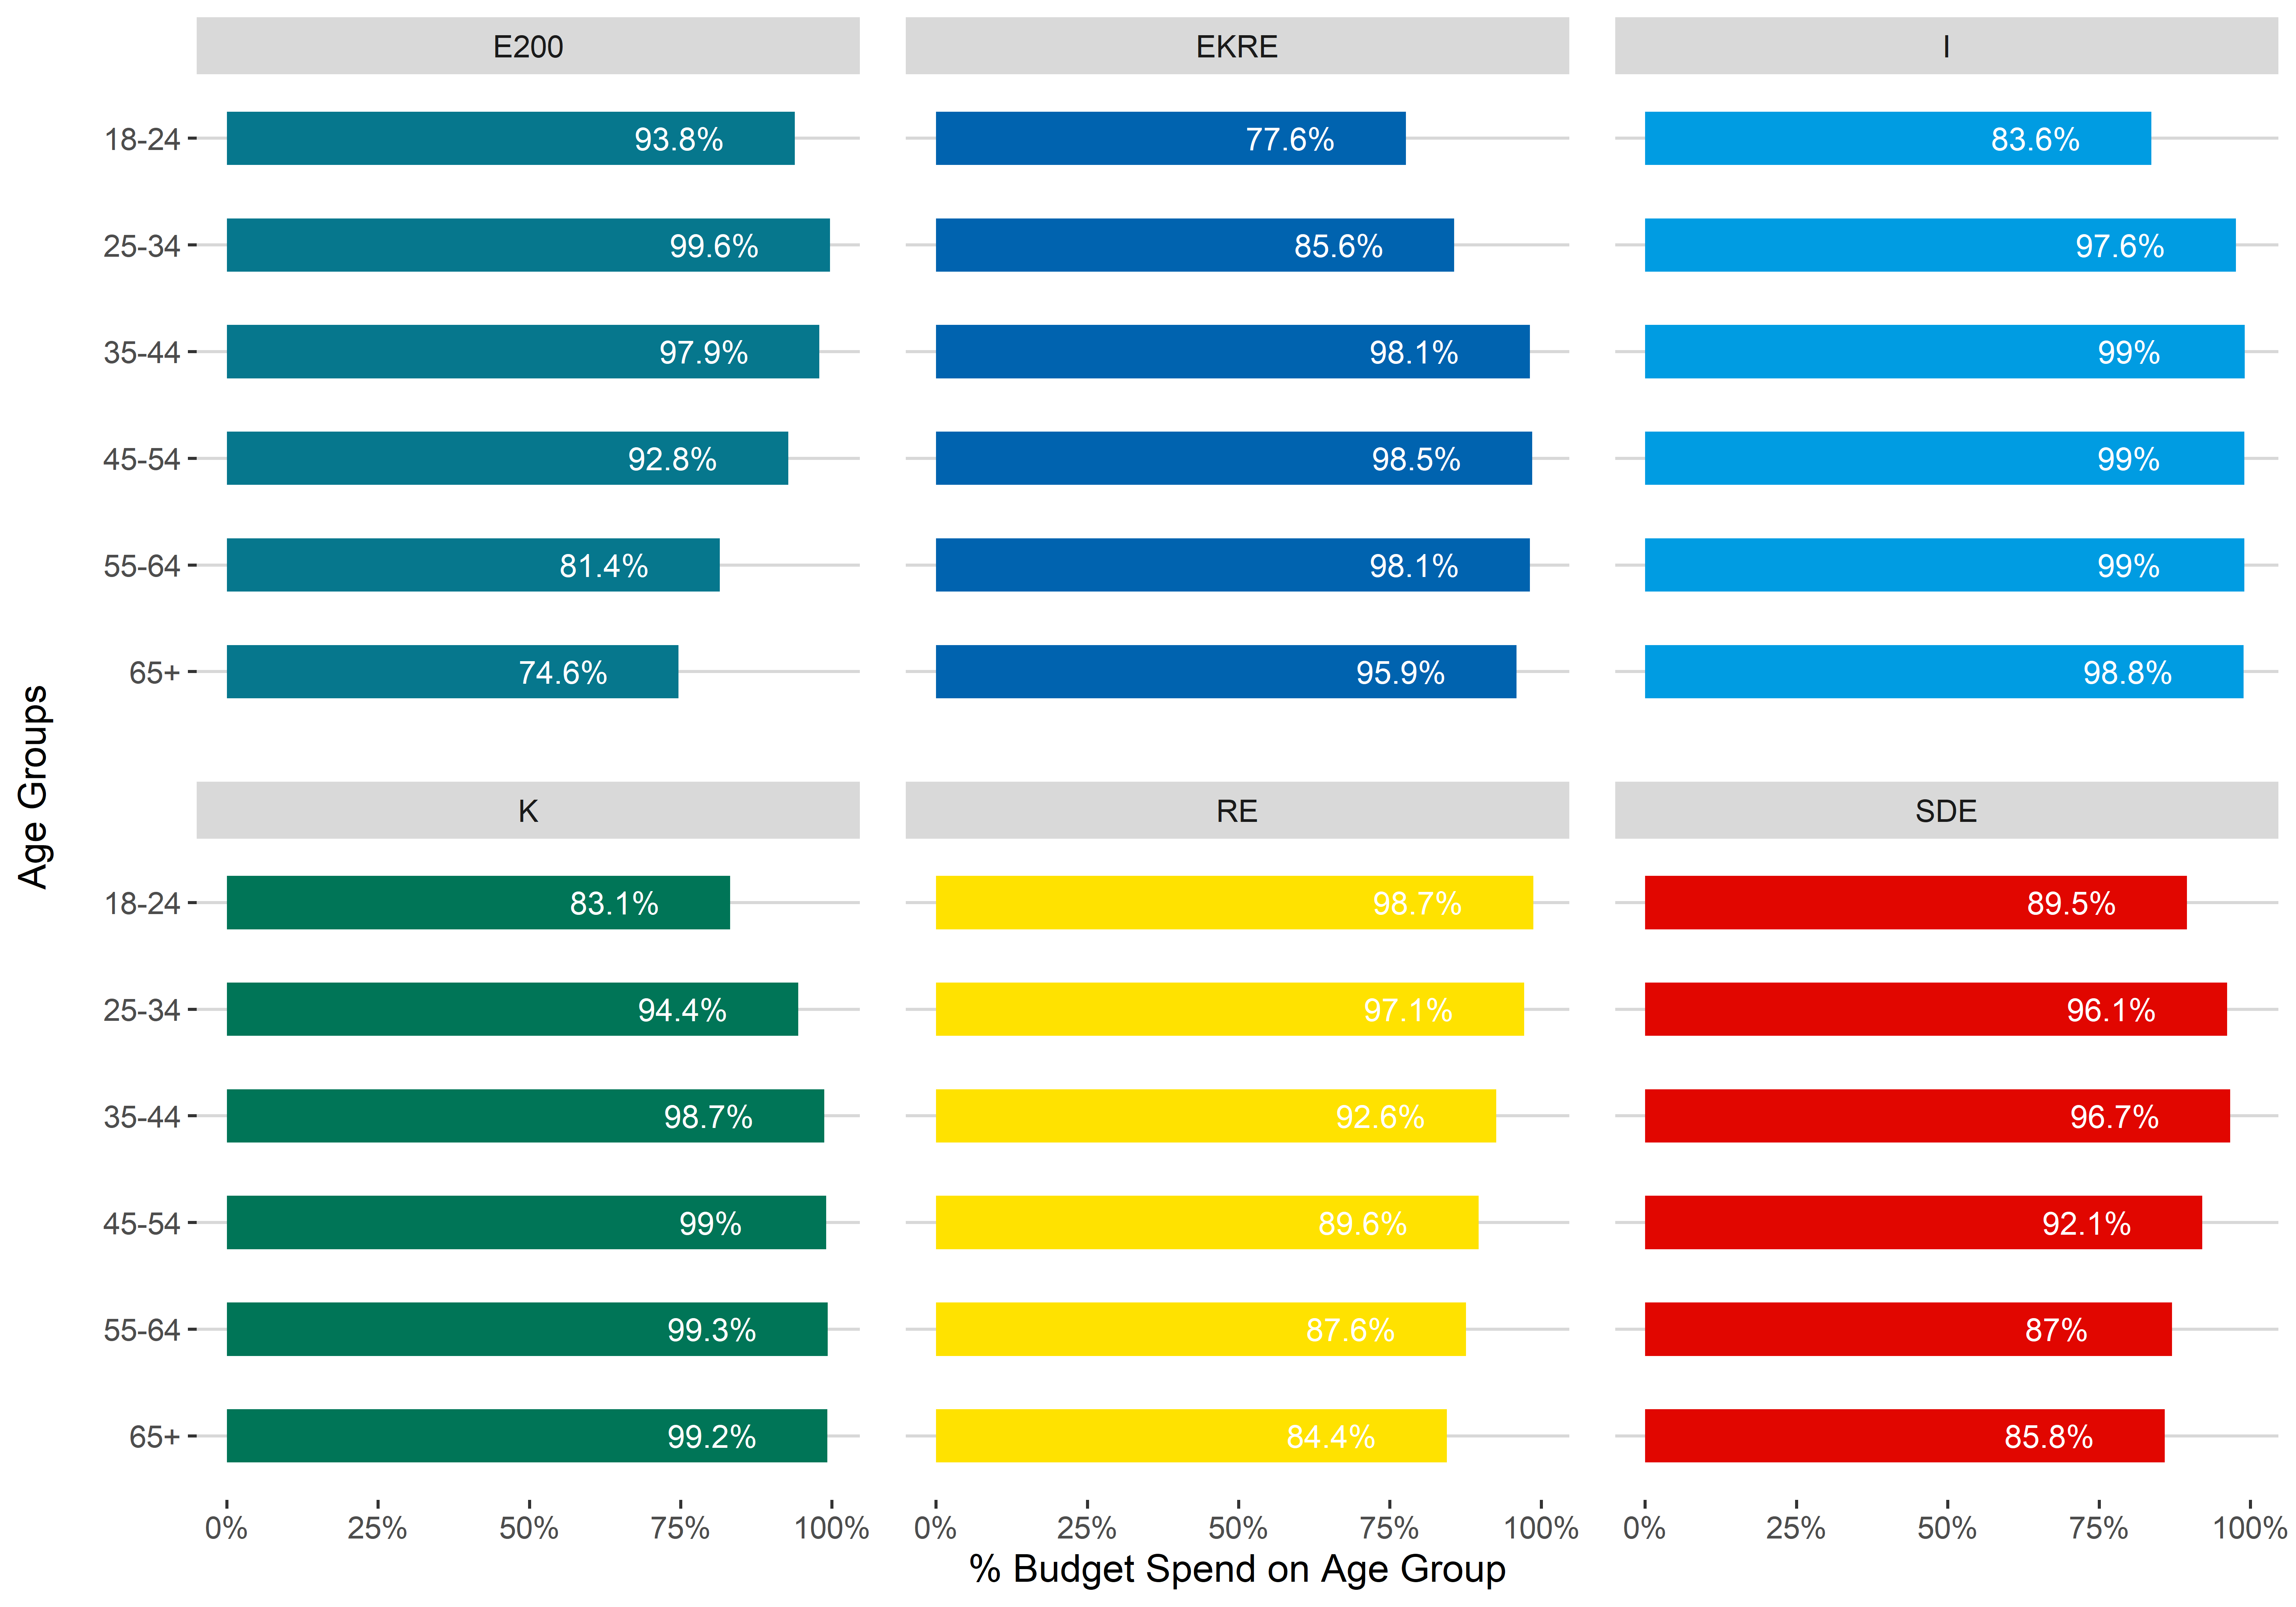 E200 EKRE I
18-24 93.8% 77.6% 83.6%
25-34 99.6% 85.6% 97.6%
35-44 97.9% 98.1% 99%
45-54 92.8% 98.5% 99%
55-64 81.4% 98.1% 99%
65+ 74.6% 95.9% 98.8%
Age Groups
K RE SDE
18-24 83.1% 98.7% 89.5%
25-34 94.4% 97.1% 96.1%
35-44 98.7% 92.6% 96.7%
45-54 99% 89.6% 92.1%
55-64 99.3% 87.6% 87%
65+ 99.2% 84.4% 85.8%
0% 25% 50% 75% 100% 0% 25% 50% 75% 100% 0% 25% 50% 75% 100%
% Budget Spend on Age Group